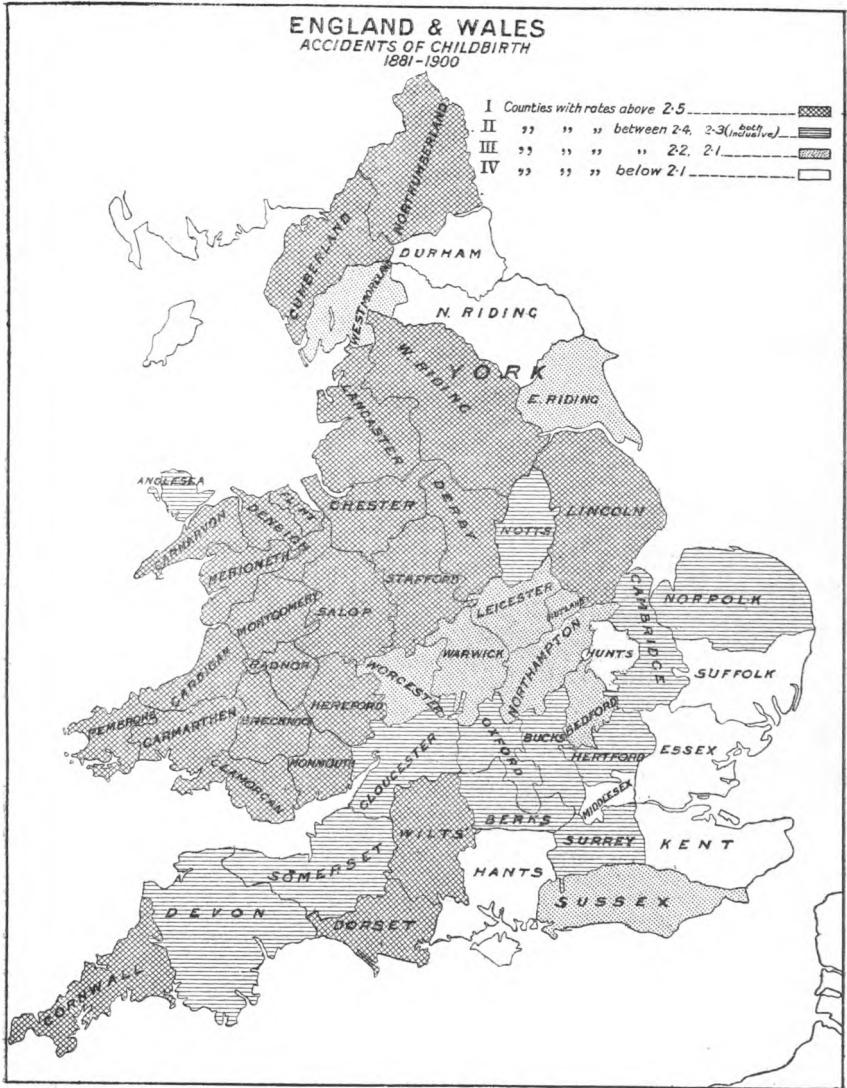 ENGLAND & WALES
ACCIDENTS OF CHILDBIRTH
1881-1900
I Counties with rates above 2·5
II ,, ,, ,, between 2·4, 2·3 (both inclusive)
III ,, ,, ,, ,, 2·2, 2·1
IV ,, ,, ,, below 2·1
NORTHUMBERLAND
CUMBERLAND
DURHAM
WESTMORELAND
N. RIDING
W. RIDING
YORK
E. RIDING
LANCASTER
ANGLESEA
FLINT
DENBIGH
CARNARVON
CHESTER
DERBY
NOTTS
LINCOLN
MERIONETH
STAFFORD
SALOP
MONTGOMERY
LEICESTER
RUTLAND
NORFOLK
CAMBRIDGE
CARDIGAN
RADNOR
WORCESTER
WARWICK
NORTHAMPTON
HUNTS
SUFFOLK
PEMBROKE
CARMARTHEN
BRECKNOCK
HEREFORD
BEDFORD
GLAMORGAN
MONMOUTH
GLOUCESTER
OXFORD
BUCKS
HERTFORD
ESSEX
MIDDLESEX
BERKS
WILTS
SURREY
KENT
SOMERSET
HANTS
SUSSEX
DEVON
DORSET
CORNWALL